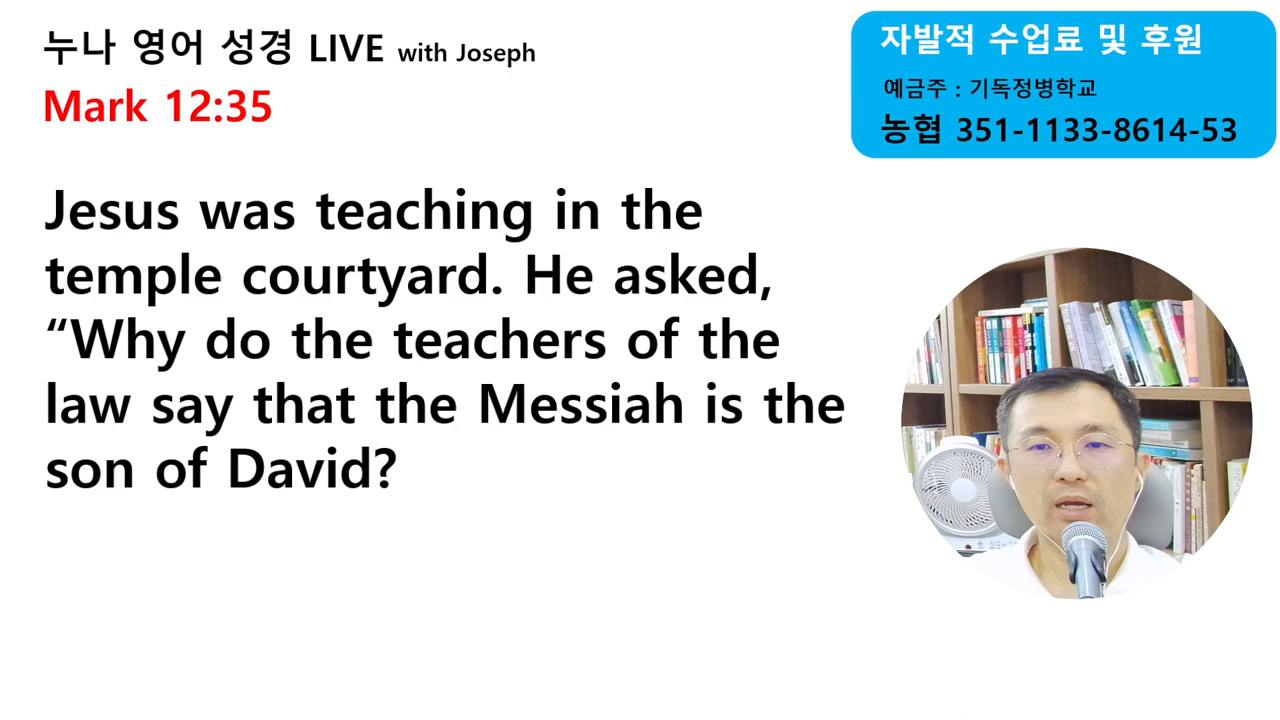 누나 영어 성경 LIVE with Joseph
Mark 12:35
자발적 수업료 및 후원
예금주 : 기독정병학교
농협 351-1133-8614-53
Jesus was teaching in the
temple courtyard. He asked,
“Why do the teachers of the
law say that the Messiah is the
son of David?